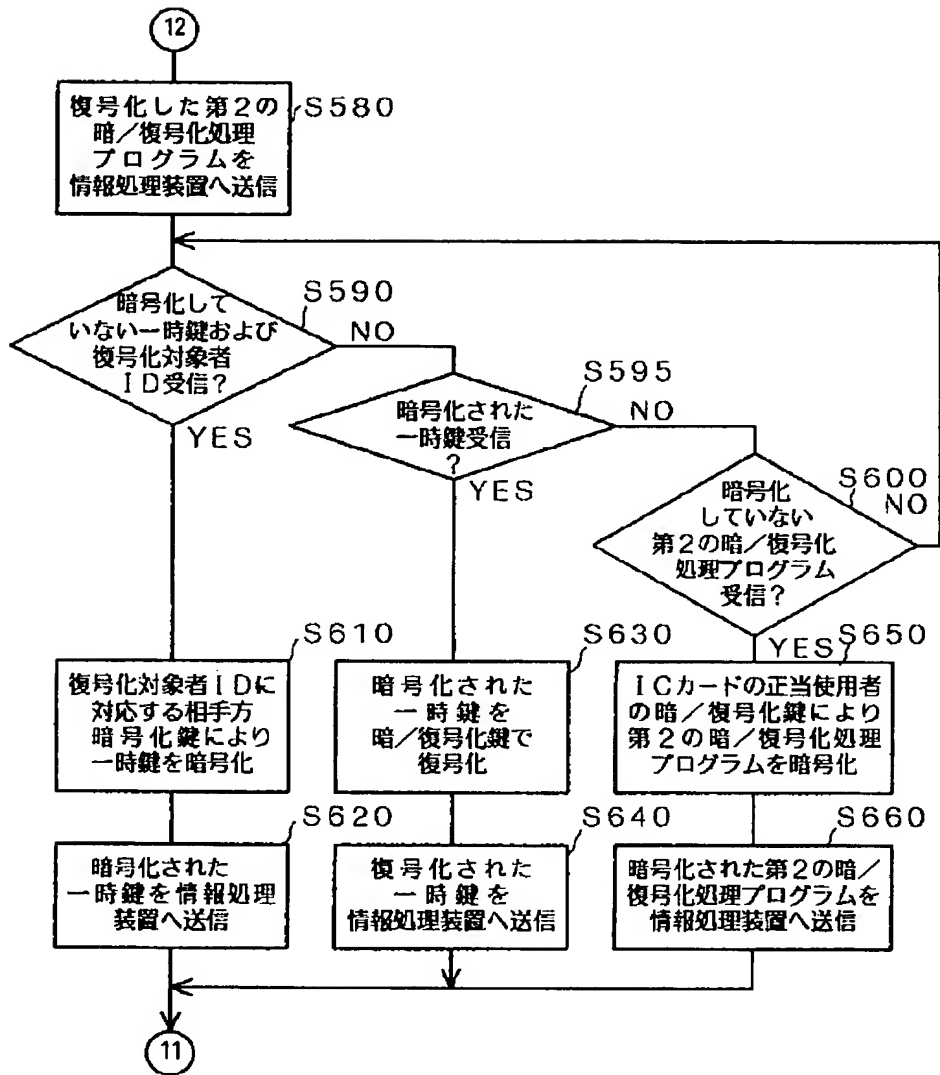 12
復号化した第2の
暗/復号化処理
プログラムを
情報処理装置へ送信
S580
暗号化して
いない一時鍵および
復号化対象者
ID受信?
S590
NO
YES
暗号化された
一時鍵受信
?
S595
NO
YES
暗号化
していない
第2の暗/復号化
処理プログラム
受信?
S600
NO
YES
復号化対象者IDに
対応する相手方
暗号化鍵により
一時鍵を暗号化
S610
暗号化された
一時鍵を
暗/復号化鍵で
復号化
S630
ICカードの正当使用者
の暗/復号化鍵により
第2の暗/復号化処理
プログラムを暗号化
S650
暗号化された
一時鍵を情報処理
装置へ送信
S620
復号化された
一時鍵を
情報処理装置へ送信
S640
暗号化された第2の暗/
復号化処理プログラムを
情報処理装置へ送信
S660
11